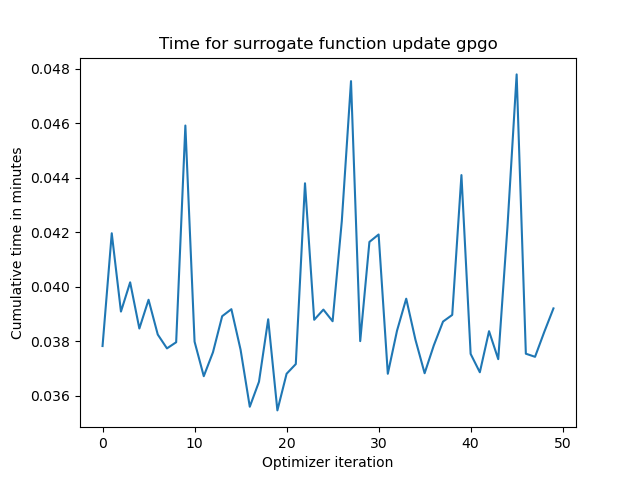 Time for surrogate function update gpgo
Cumulative time in minutes
0.048
0.046
0.044
0.042
0.040
0.038
0.036
0 10 20 30 40 50
Optimizer iteration